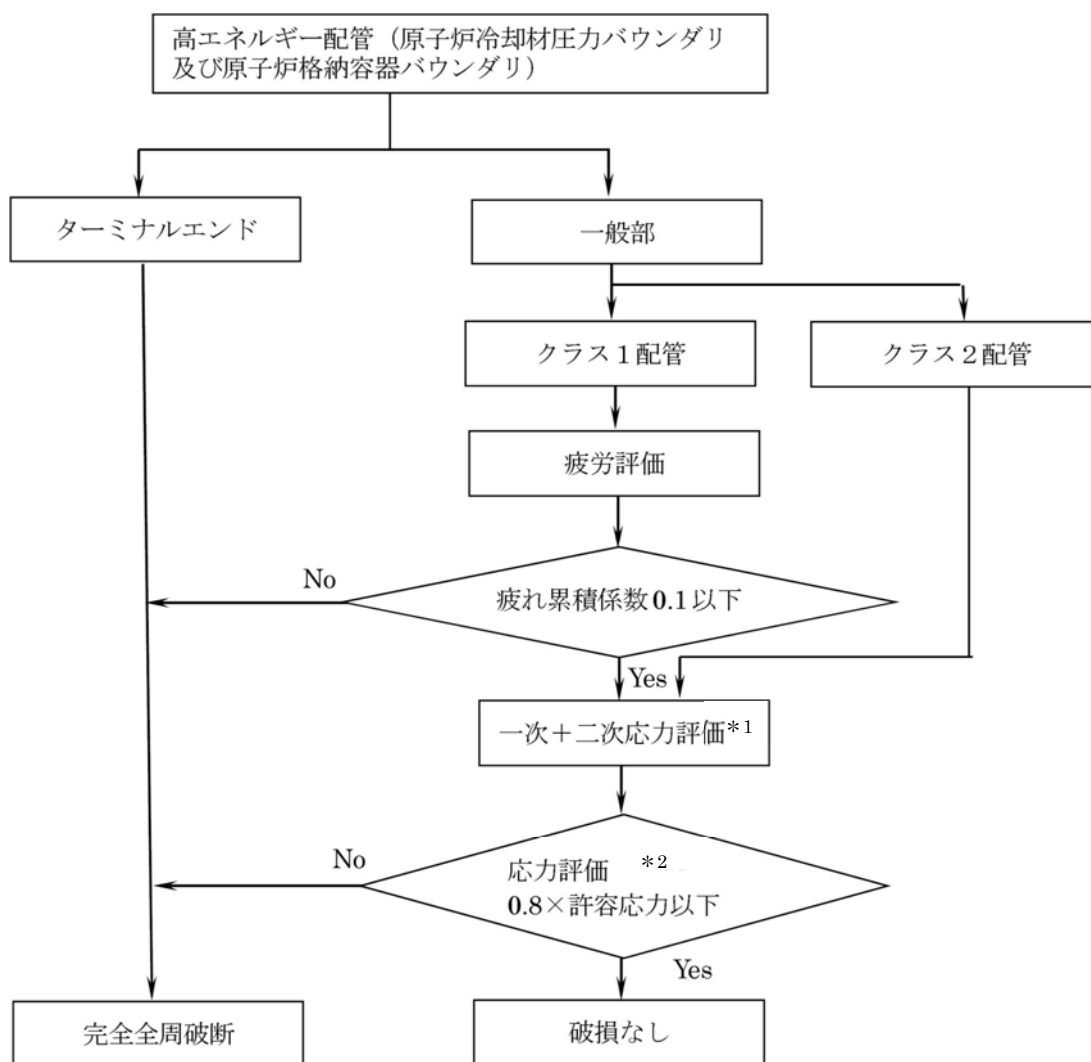 高エネルギー配管（原子炉冷却材圧力バウンダリ
及び原子炉格納容器バウンダリ）
ターミナルエンド
一般部
クラス１配管
クラス２配管
疲労評価
No
疲れ累積係数 0.1 以下
Yes
一次＋二次応力評価*1
No
応力評価 *2
0.8×許容応力以下
Yes
完全全周破断
破損なし